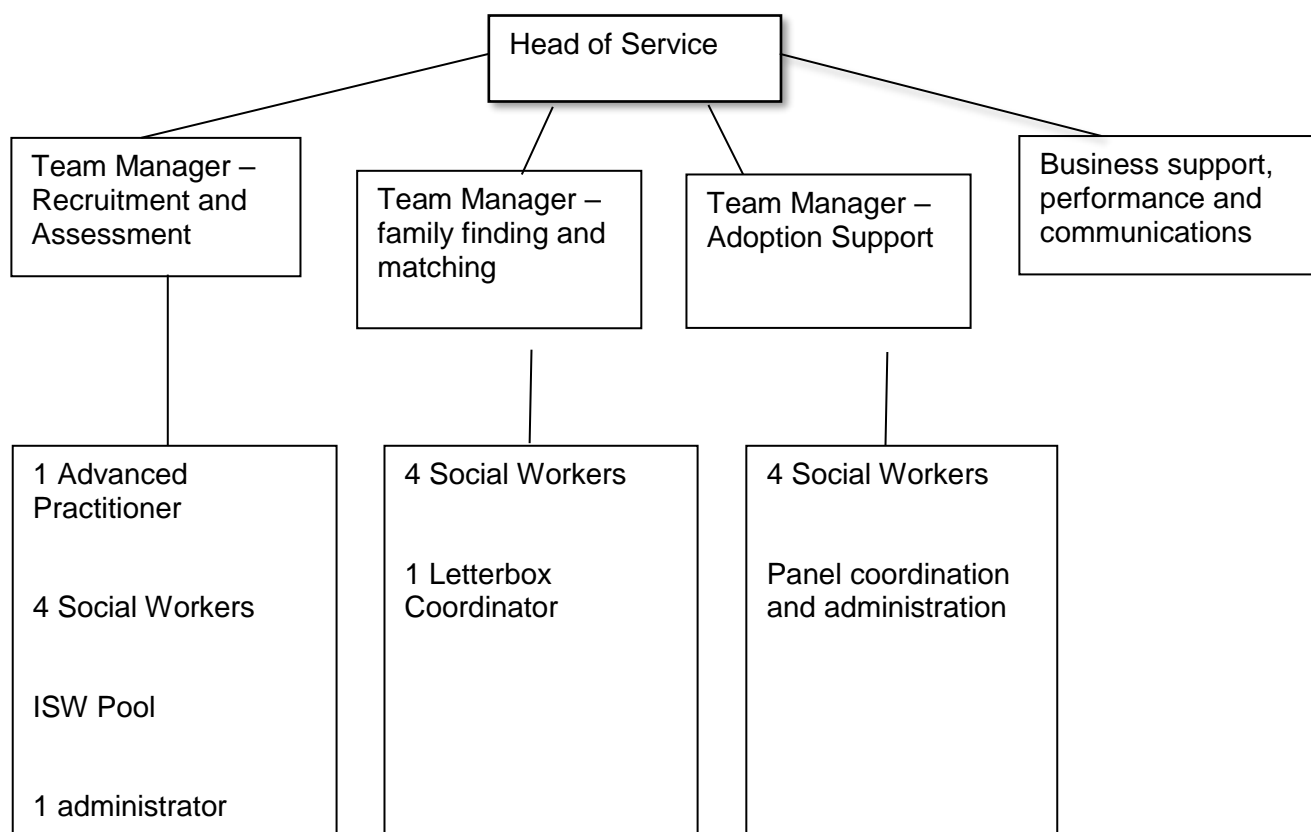 Head of Service
Team Manager –
Recruitment and
Assessment
Team Manager –
family finding and
matching
Team Manager –
Adoption Support
Business support,
performance and
communications
1 Advanced
Practitioner
4 Social Workers
ISW Pool
1 administrator
4 Social Workers
1 Letterbox
Coordinator
4 Social Workers
Panel coordination
and administration